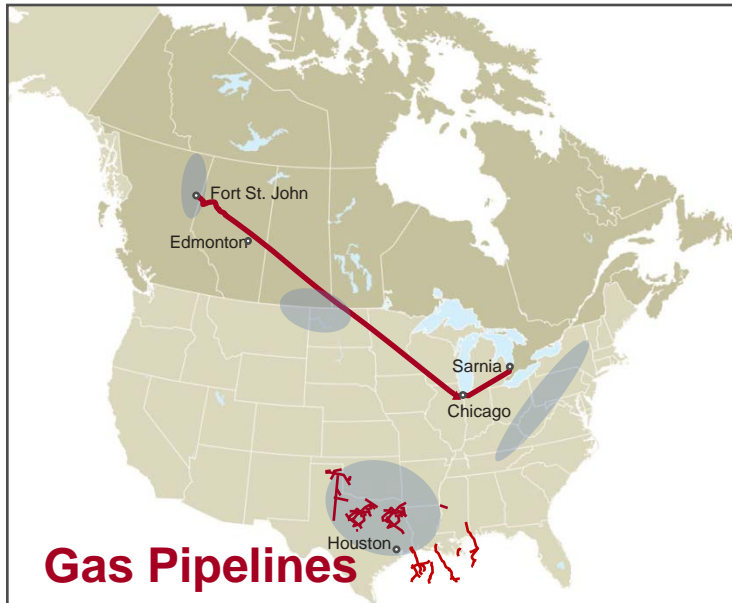 Fort St. John
Edmonton
Sarnia
Chicago
Houston
Gas Pipelines